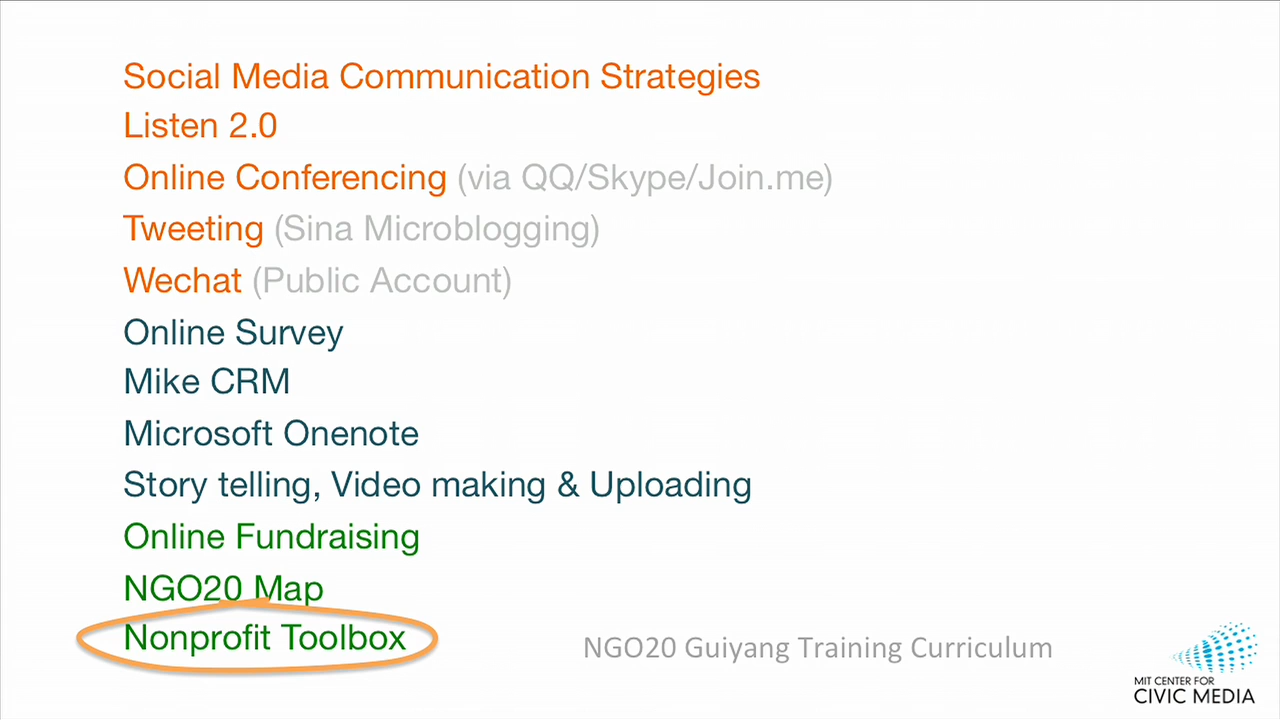 Social Media Communication Strategies
Listen 2.0
Online Conferencing (via QQ/Skype/Join.me)
Tweeting (Sina Microblogging)
Wechat (Public Account)
Online Survey
Mike CRM
Microsoft Onenote
Story telling, Video making & Uploading
Online Fundraising
NGO20 Map
Nonprofit Toolbox
NGO20 Guiyang Training Curriculum
MIT CENTER FOR
CIVIC MEDIA